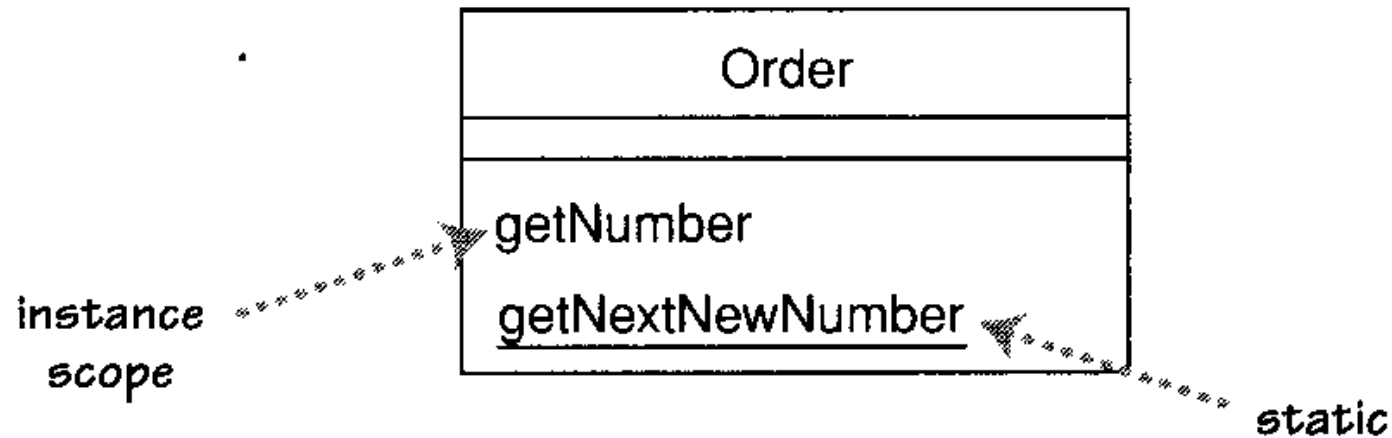 Order
getNumber
getNextNewNumber
instance
scope
static